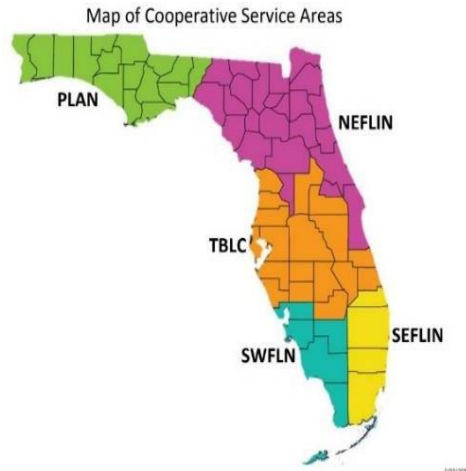 Map of Cooperative Service Areas
PLAN
NEFLIN
TBLC
SEFLIN
SWFLN